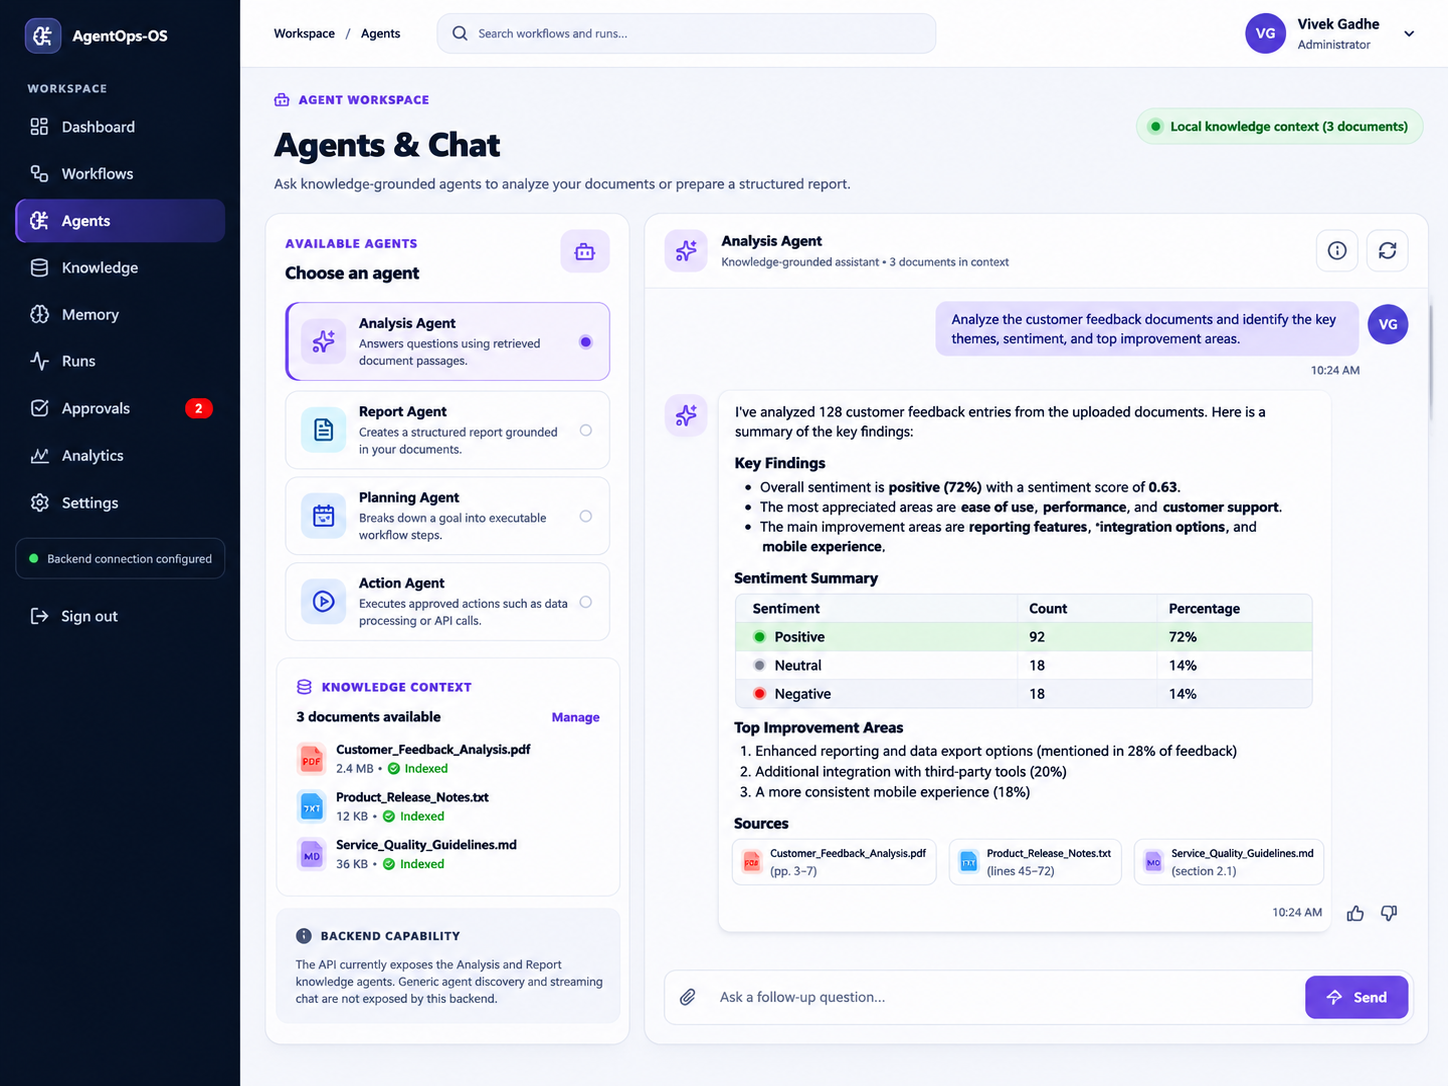 AgentOps-OS
WORKSPACE
Dashboard
Workflows
Agents
Knowledge
Memory
Runs
Approvals 2
Analytics
Settings
Backend connection configured
Sign out
Workspace / Agents
Search workflows and runs...
VG
Vivek Gadhe
Administrator
AGENT WORKSPACE
Agents & Chat
Ask knowledge-grounded agents to analyze your documents or prepare a structured report.
Local knowledge context (3 documents)
AVAILABLE AGENTS
Choose an agent
Analysis Agent
Answers questions using retrieved
document passages.
Report Agent
Creates a structured report grounded
in your documents.
Planning Agent
Breaks down a goal into executable
workflow steps.
Action Agent
Executes approved actions such as data
processing or API calls.
KNOWLEDGE CONTEXT
3 documents available Manage
PDF
Customer_Feedback_Analysis.pdf
2.4 MB • Indexed
TXT
Product_Release_Notes.txt
12 KB • Indexed
MD
Service_Quality_Guidelines.md
36 KB • Indexed
BACKEND CAPABILITY
The API currently exposes the Analysis and Report
knowledge agents. Generic agent discovery and streaming
chat are not exposed by this backend.
Analysis Agent
Knowledge-grounded assistant • 3 documents in context
Analyze the customer feedback documents and identify the key
themes, sentiment, and top improvement areas.
VG
10:24 AM
I've analyzed 128 customer feedback entries from the uploaded documents. Here is a
summary of the key findings:
Key Findings
• Overall sentiment is positive (72%) with a sentiment score of 0.63.
• The most appreciated areas are ease of use, performance, and customer support.
• The main improvement areas are reporting features, *integration options, and
mobile experience,
Sentiment Summary
Sentiment Count Percentage
Positive 92 72%
Neutral 18 14%
Negative 18 14%
Top Improvement Areas
1. Enhanced reporting and data export options (mentioned in 28% of feedback)
2. Additional integration with third-party tools (20%)
3. A more consistent mobile experience (18%)
Sources
Customer_Feedback_Analysis.pdf
(pp. 3–7)
Product_Release_Notes.txt
(lines 45–72)
MD
Service_Quality_Guidelines.md
(section 2.1)
10:24 AM
Ask a follow-up question...
Send